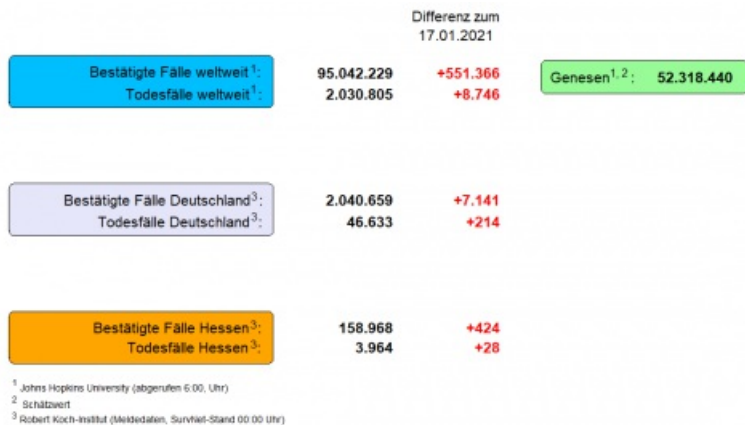 Differenz zum
17.01.2021
Bestätigte Fälle weltweit¹: 95.042.229 +551.366 Genesen¹,²: 52.318.440
Todesfälle weltweit¹: 2.030.805 +8.746
Bestätigte Fälle Deutschland³: 2.040.659 +7.141
Todesfälle Deutschland³: 46.633 +214
Bestätigte Fälle Hessen³: 158.968 +424
Todesfälle Hessen³: 3.964 +28
¹ Johns Hopkins University (abgerufen 6:00, Uhr)
² Schätzwert
³ Robert Koch-Institut (Meldedaten, SurvNet-Stand 00:00 Uhr)